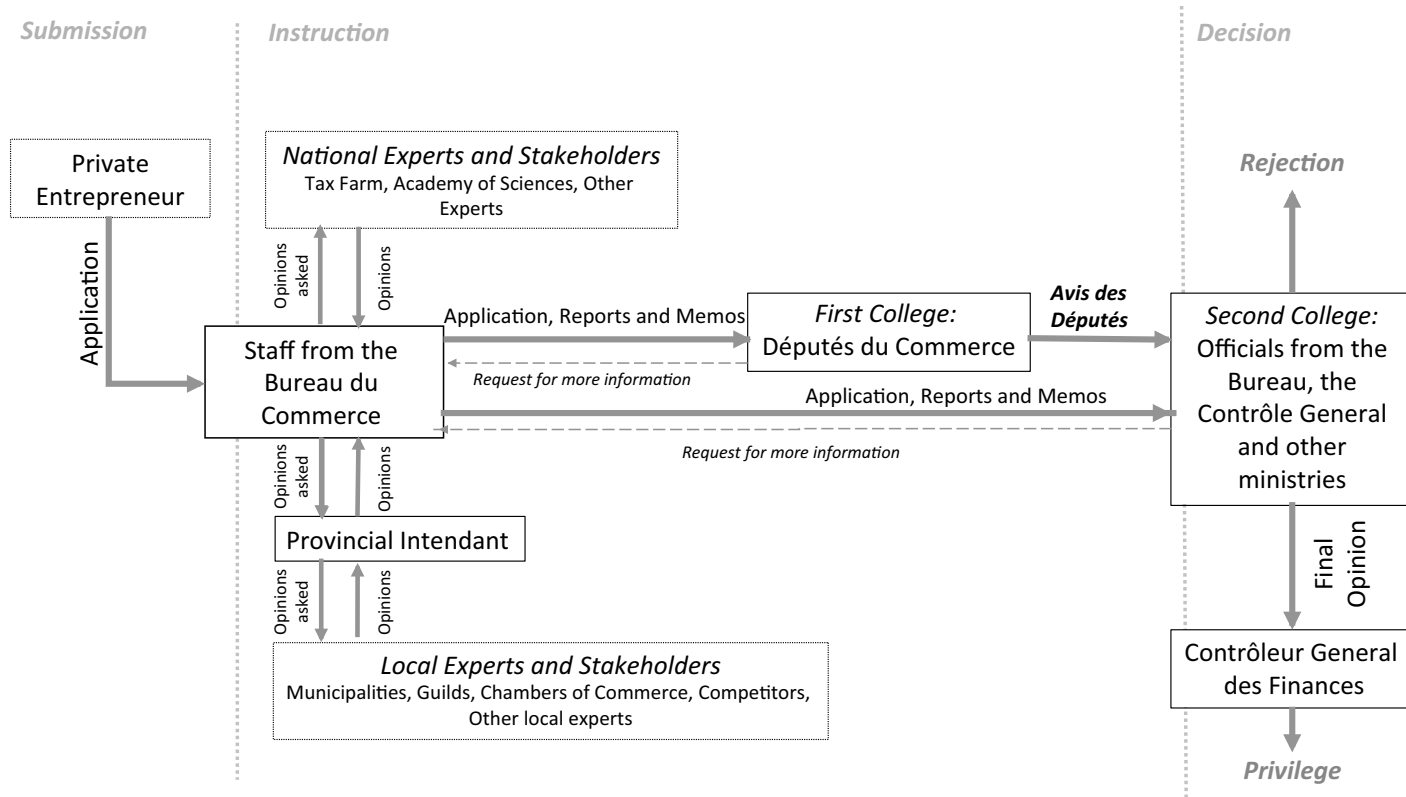 Submission
Instruction
Decision
Private
Entrepreneur
Application
National Experts and Stakeholders
Tax Farm, Academy of Sciences, Other
Experts
Opinions
asked
Opinions
Staff from the
Bureau du
Commerce
Application, Reports and Memos
Request for more information
First College:
Députés du Commerce
Avis des
Députés
Application, Reports and Memos
Request for more information
Opinions
asked
Opinions
Provincial Intendant
Opinions
asked
Opinions
Local Experts and Stakeholders
Municipalities, Guilds, Chambers of Commerce, Competitors,
Other local experts
Rejection
Second College:
Officials from the
Bureau, the
Contrôle General
and other
ministries
Final
Opinion
Contrôleur General
des Finances
Privilege